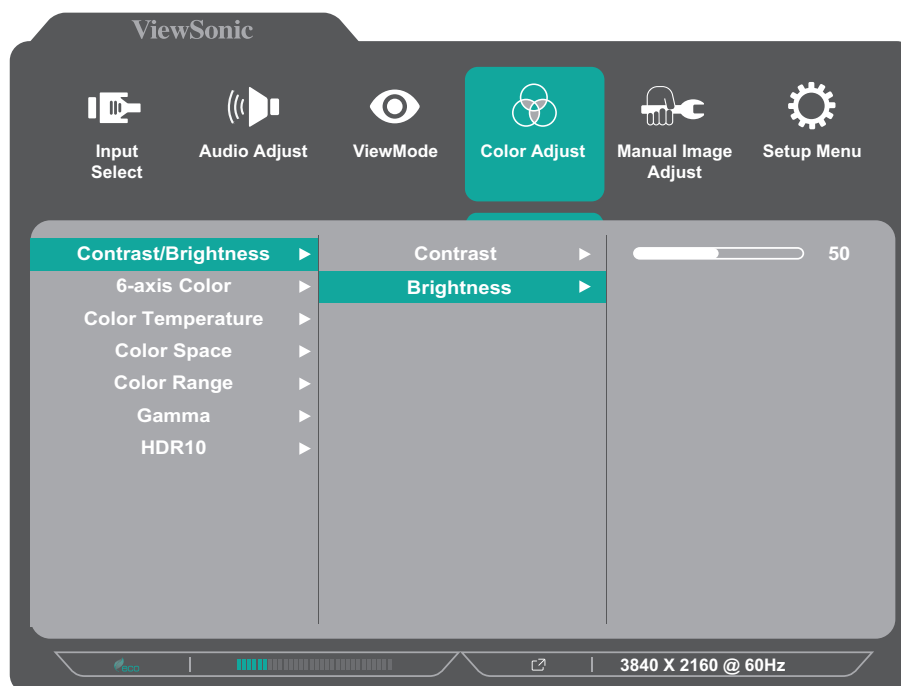 ViewSonic
Input Select
Audio Adjust
ViewMode
Color Adjust
Manual Image Adjust
Setup Menu
Contrast/Brightness
6-axis Color
Color Temperature
Color Space
Color Range
Gamma
HDR10
Contrast
Brightness
50
eco
3840 X 2160 @ 60Hz